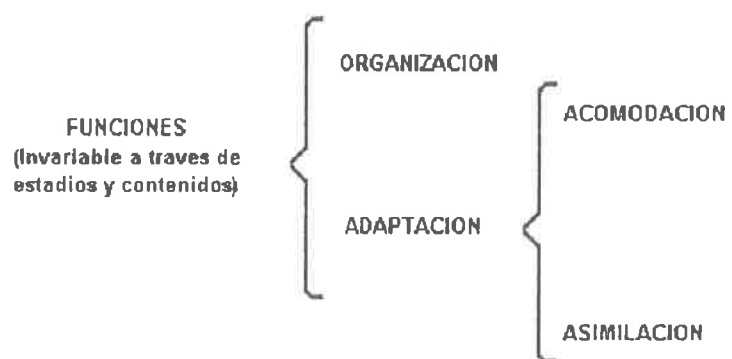 FUNCIONES
(Invariable a traves de
estadios y contenidos)
ORGANIZACION
ADAPTACION
ACOMODACION
ASIMILACION